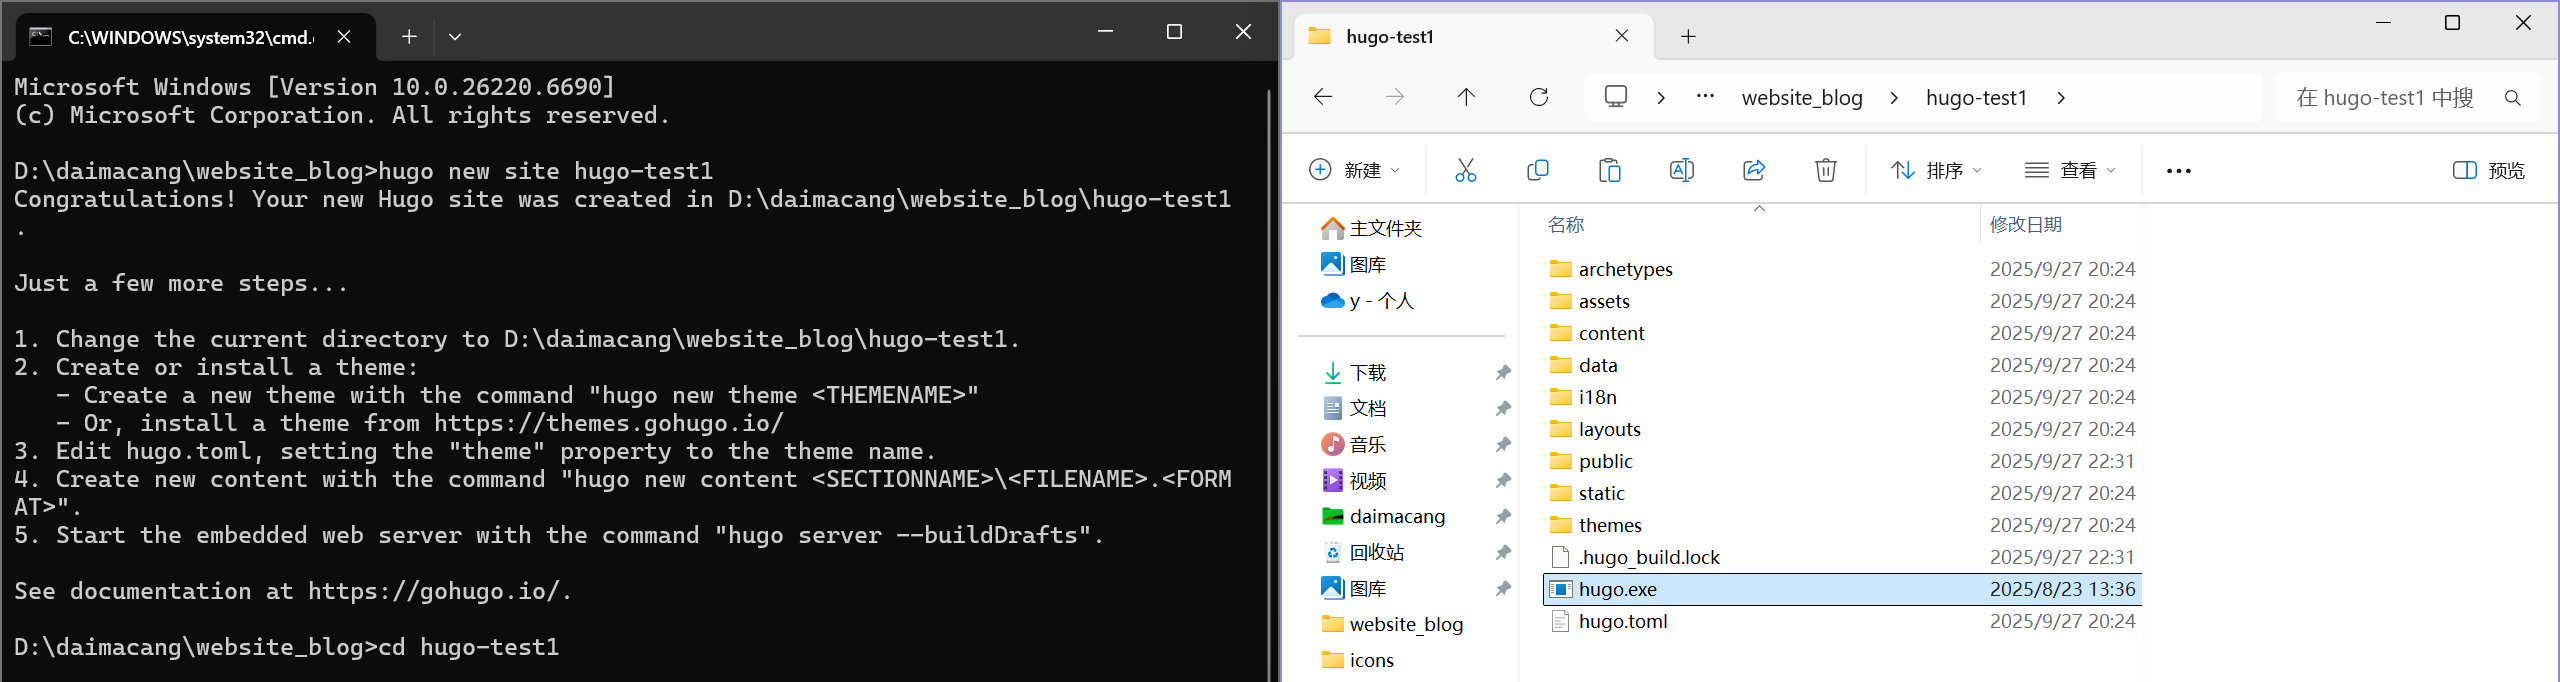 C:\WINDOWS\system32\cmd.
Microsoft Windows [Version 10.0.26220.6690]
(c) Microsoft Corporation. All rights reserved.
D:\daimacang\website_blog>hugo new site hugo-test1
Congratulations! Your new Hugo site was created in D:\daimacang\website_blog\hugo-test1
.
Just a few more steps...
1. Change the current directory to D:\daimacang\website_blog\hugo-test1.
2. Create or install a theme:
   - Create a new theme with the command "hugo new theme <THEMENAME>"
   - Or, install a theme from https://themes.gohugo.io/
3. Edit hugo.toml, setting the "theme" property to the theme name.
4. Create new content with the command "hugo new content <SECTIONNAME>\<FILENAME>.<FORM
AT>".
5. Start the embedded web server with the command "hugo server --buildDrafts".
See documentation at https://gohugo.io/.
D:\daimacang\website_blog>cd hugo-test1
hugo-test1
website_blog > hugo-test1 >
在 hugo-test1 中搜
新建
排序
查看
预览
主文件夹
图库
y - 个人
下载
文档
音乐
视频
daimacang
回收站
图库
website_blog
icons
名称 修改日期
archetypes 2025/9/27 20:24
assets 2025/9/27 20:24
content 2025/9/27 20:24
data 2025/9/27 20:24
i18n 2025/9/27 20:24
layouts 2025/9/27 20:24
public 2025/9/27 22:31
static 2025/9/27 20:24
themes 2025/9/27 20:24
.hugo_build.lock 2025/9/27 22:31
hugo.exe 2025/8/23 13:36
hugo.toml 2025/9/27 20:24